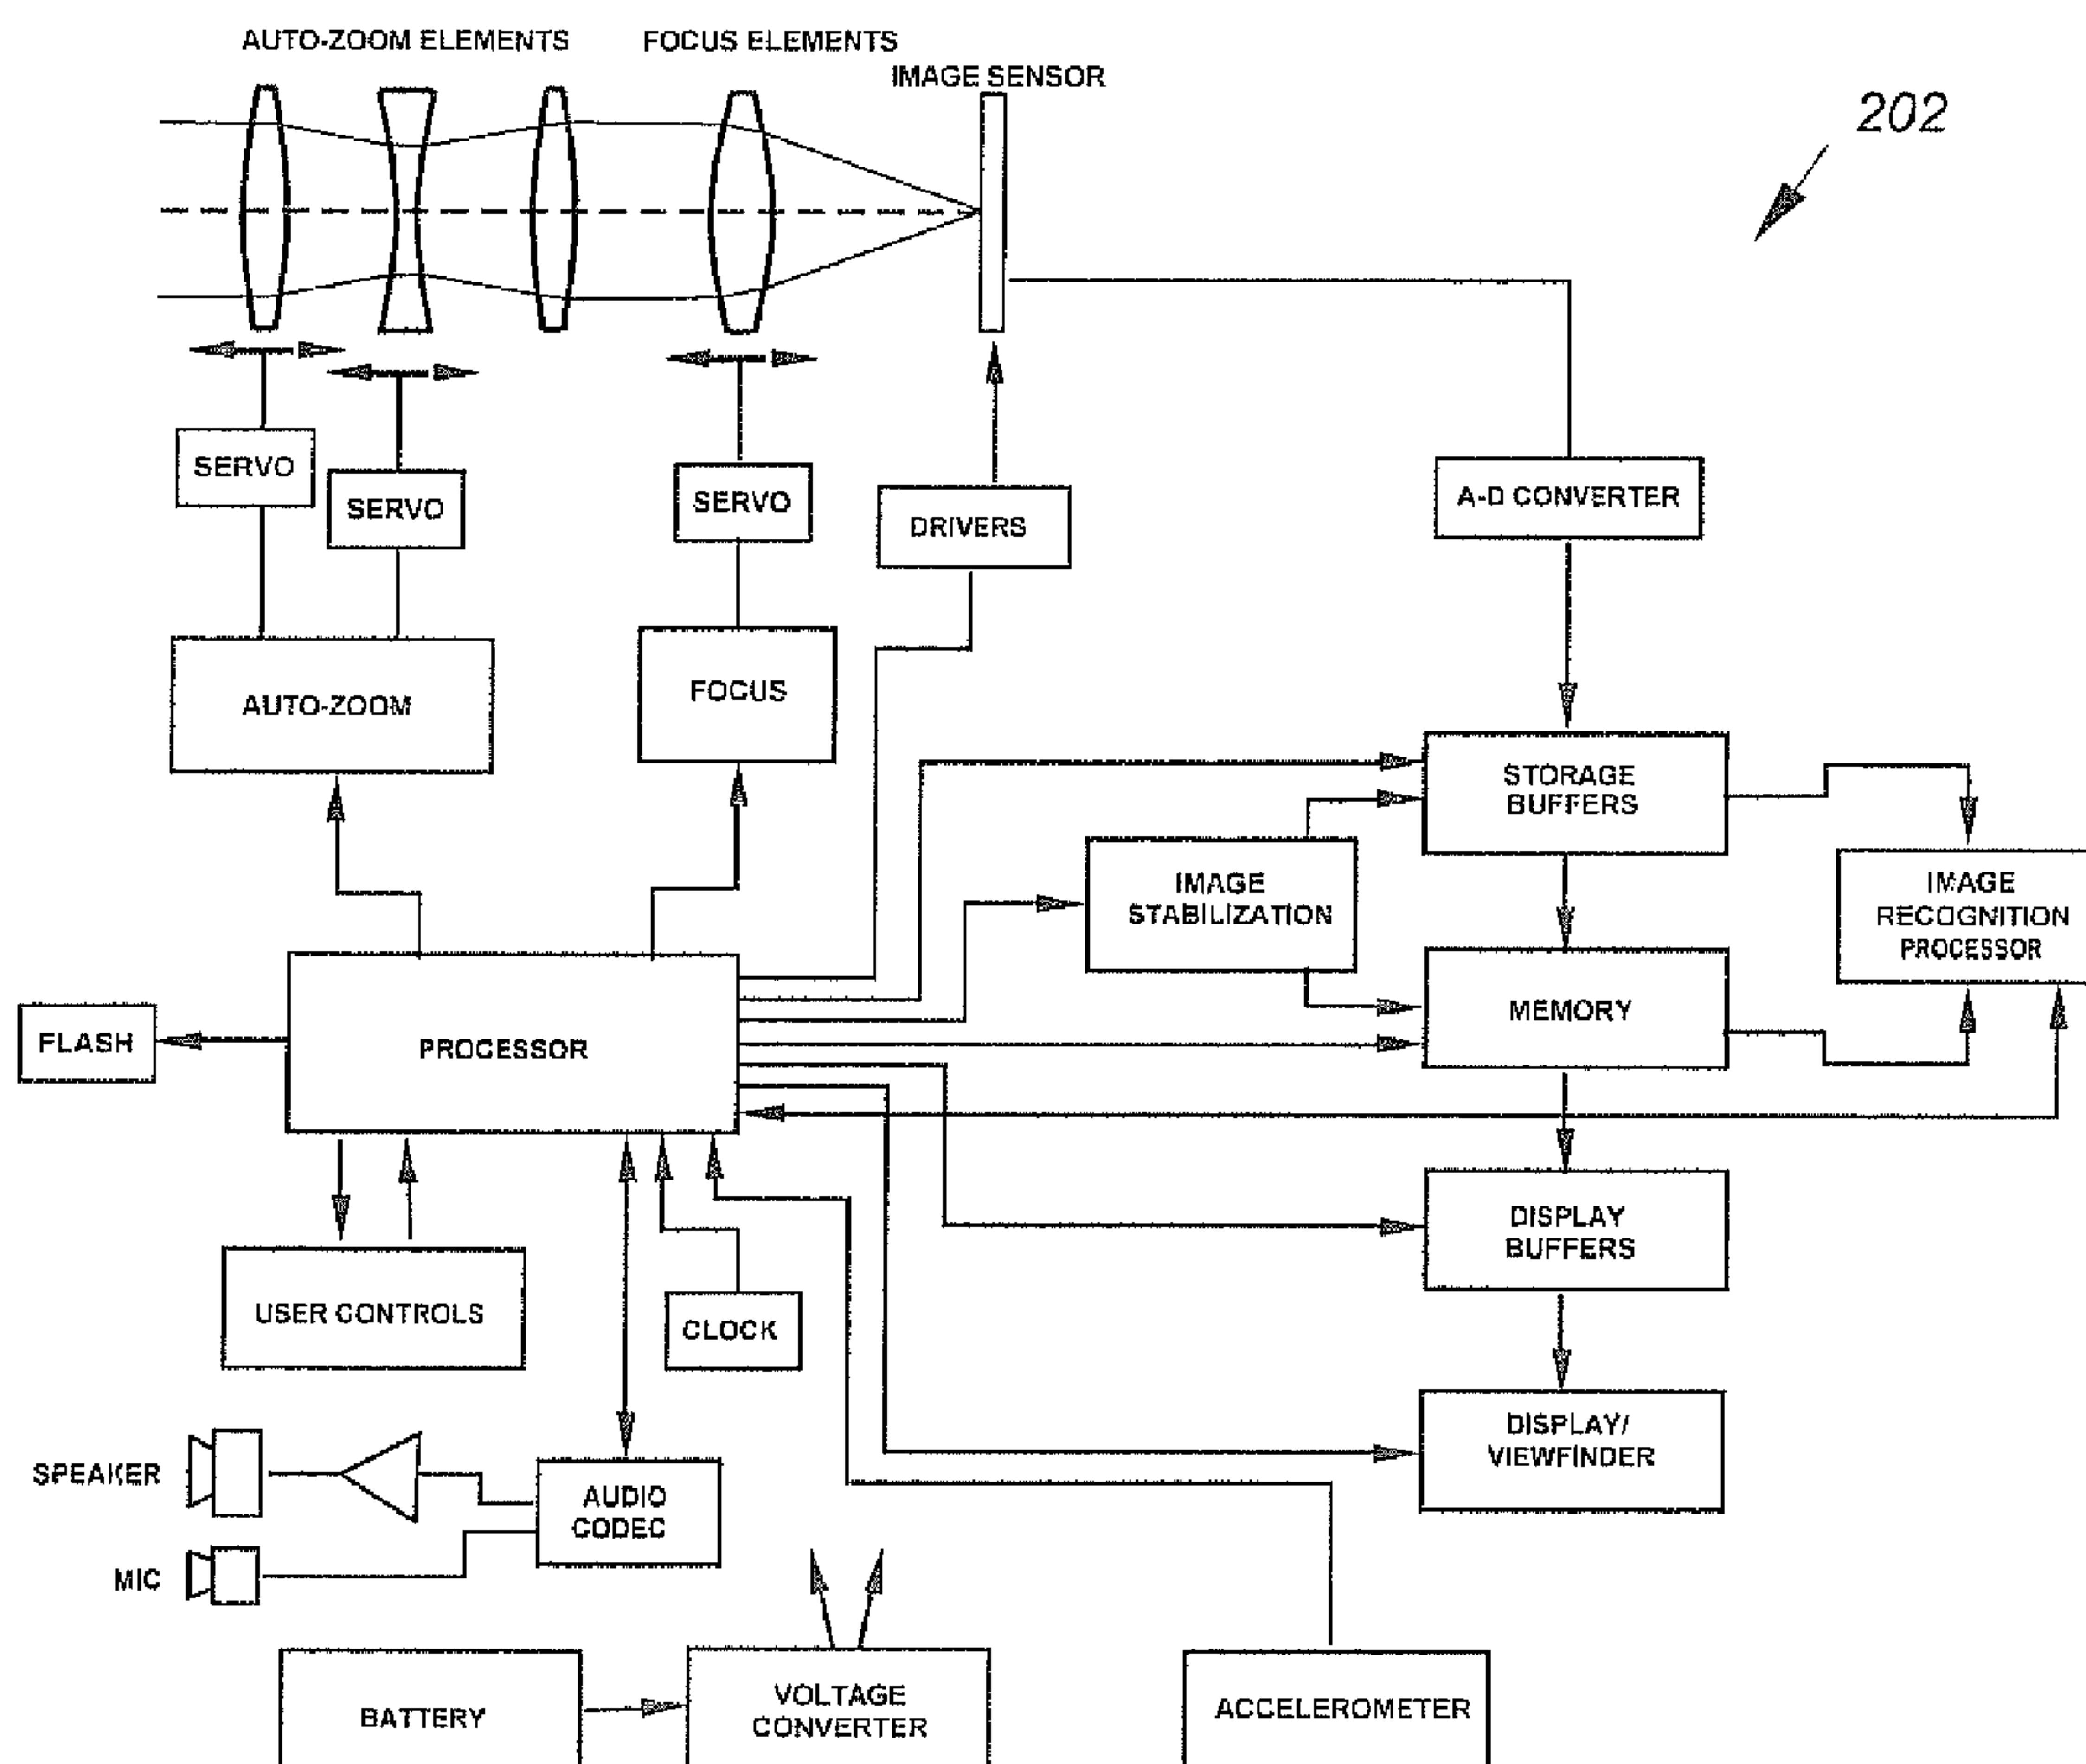 AUTO-ZOOM ELEMENTS
FOCUS ELEMENTS
IMAGE SENSOR
202
SERVO
SERVO
SERVO
DRIVERS
A-D CONVERTER
AUTO-ZOOM
FOCUS
STORAGE
BUFFERS
IMAGE
STABILIZATION
IMAGE
RECOGNITION
PROCESSOR
FLASH
PROCESSOR
MEMORY
DISPLAY
BUFFERS
USER CONTROLS
CLOCK
DISPLAY/
VIEWFINDER
SPEAKER
AUDIO
CODEC
MIC
BATTERY
VOLTAGE
CONVERTER
ACCELEROMETER